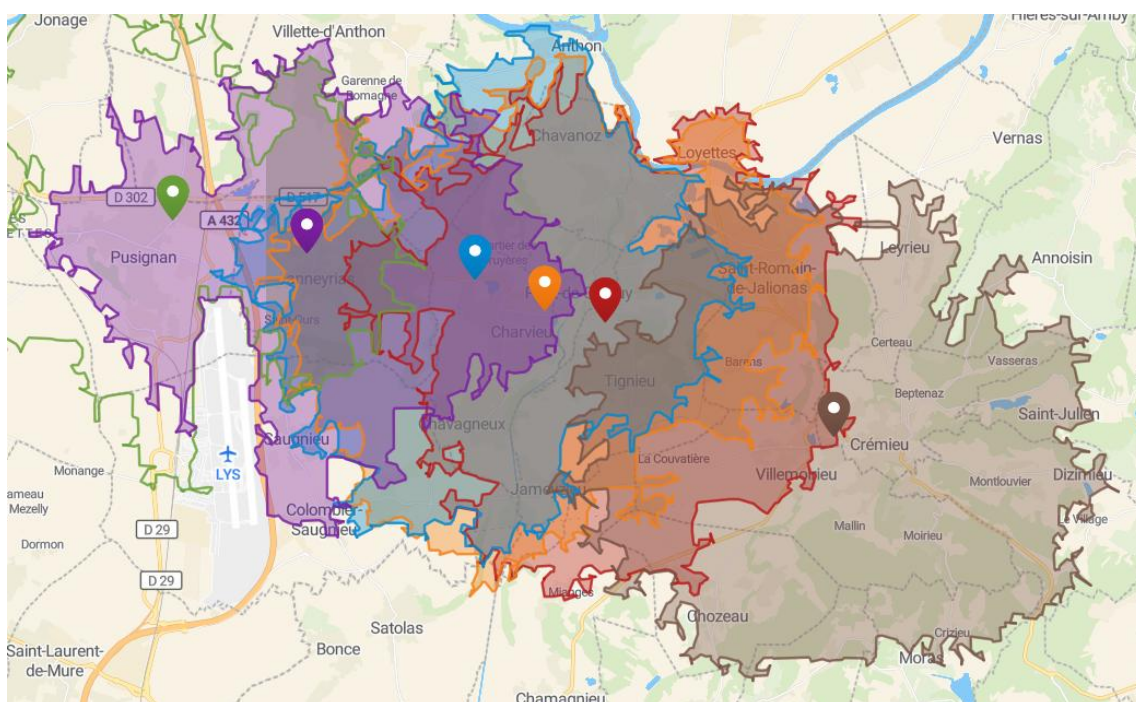 Jonage
Villette-d'Anthon
Hières-sur-Amby
Anthon
Garenne de
Romagne
Chavanoz
Vernas
Loyettes
D 302
D 517
A 432
Leyrieu
Pusignan
Annoisin
Saint-Romain-
de-Jalionas
Charvieu
Certeau
Barens
Vasseras
Tignieu
Beptenaz
Saint-Julien
Chavagneux
Crémieu
Saugnieu
La Couvatière
Villemoirieu
Monange
LYS
Montlouvier
Dizimieu
Mezelly
Colombier-
Saugnieu
Le Village
D 29
Mallin
Moirieu
Dormon
D 29
Mianges
Chozeau
Satolas
Crizieu
Saint-Laurent-
de-Mure
Bonce
Moras
Chamagnieu